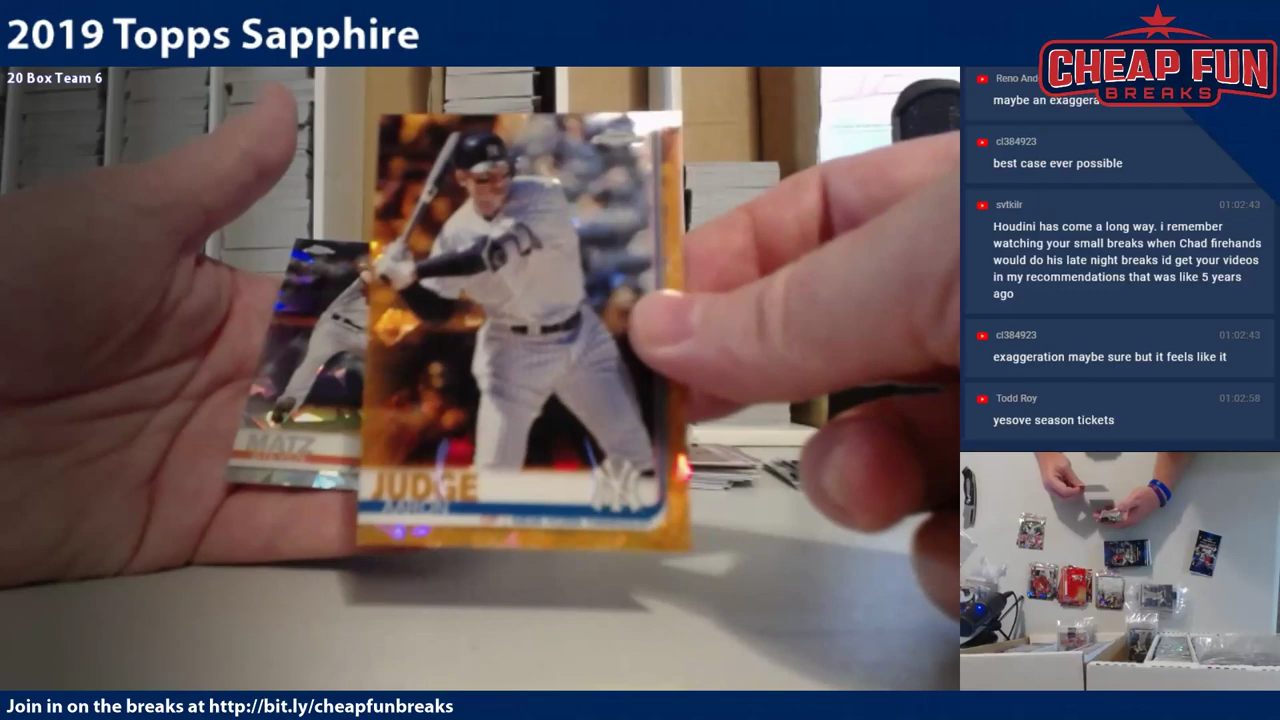 2019 Topps Sapphire
CHEAP FUN
BREAKS
20 Box Team 6
Reno And
maybe an exaggera
cl384923
best case ever possible
svtkilr 01:02:43
Houdini has come a long way. i remember
watching your small breaks when Chad firehands
would do his late night breaks id get your videos
in my recommendations that was like 5 years
ago
cl384923 01:02:43
exaggeration maybe sure but it feels like it
Todd Roy 01:02:58
yesove season tickets
MATZ
STEVEN
JUDGE
AARON
NY
Join in on the breaks at http://bit.ly/cheapfunbreaks